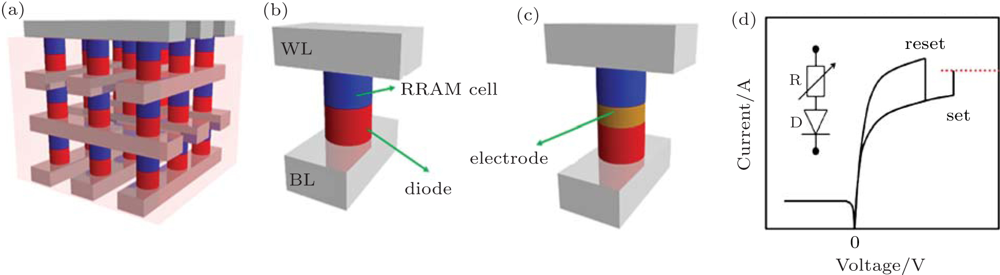 (a)
(b)
WL
RRAM cell
diode
BL
(c)
electrode
(d)
Current/A
R
D
reset
set
0
Voltage/V